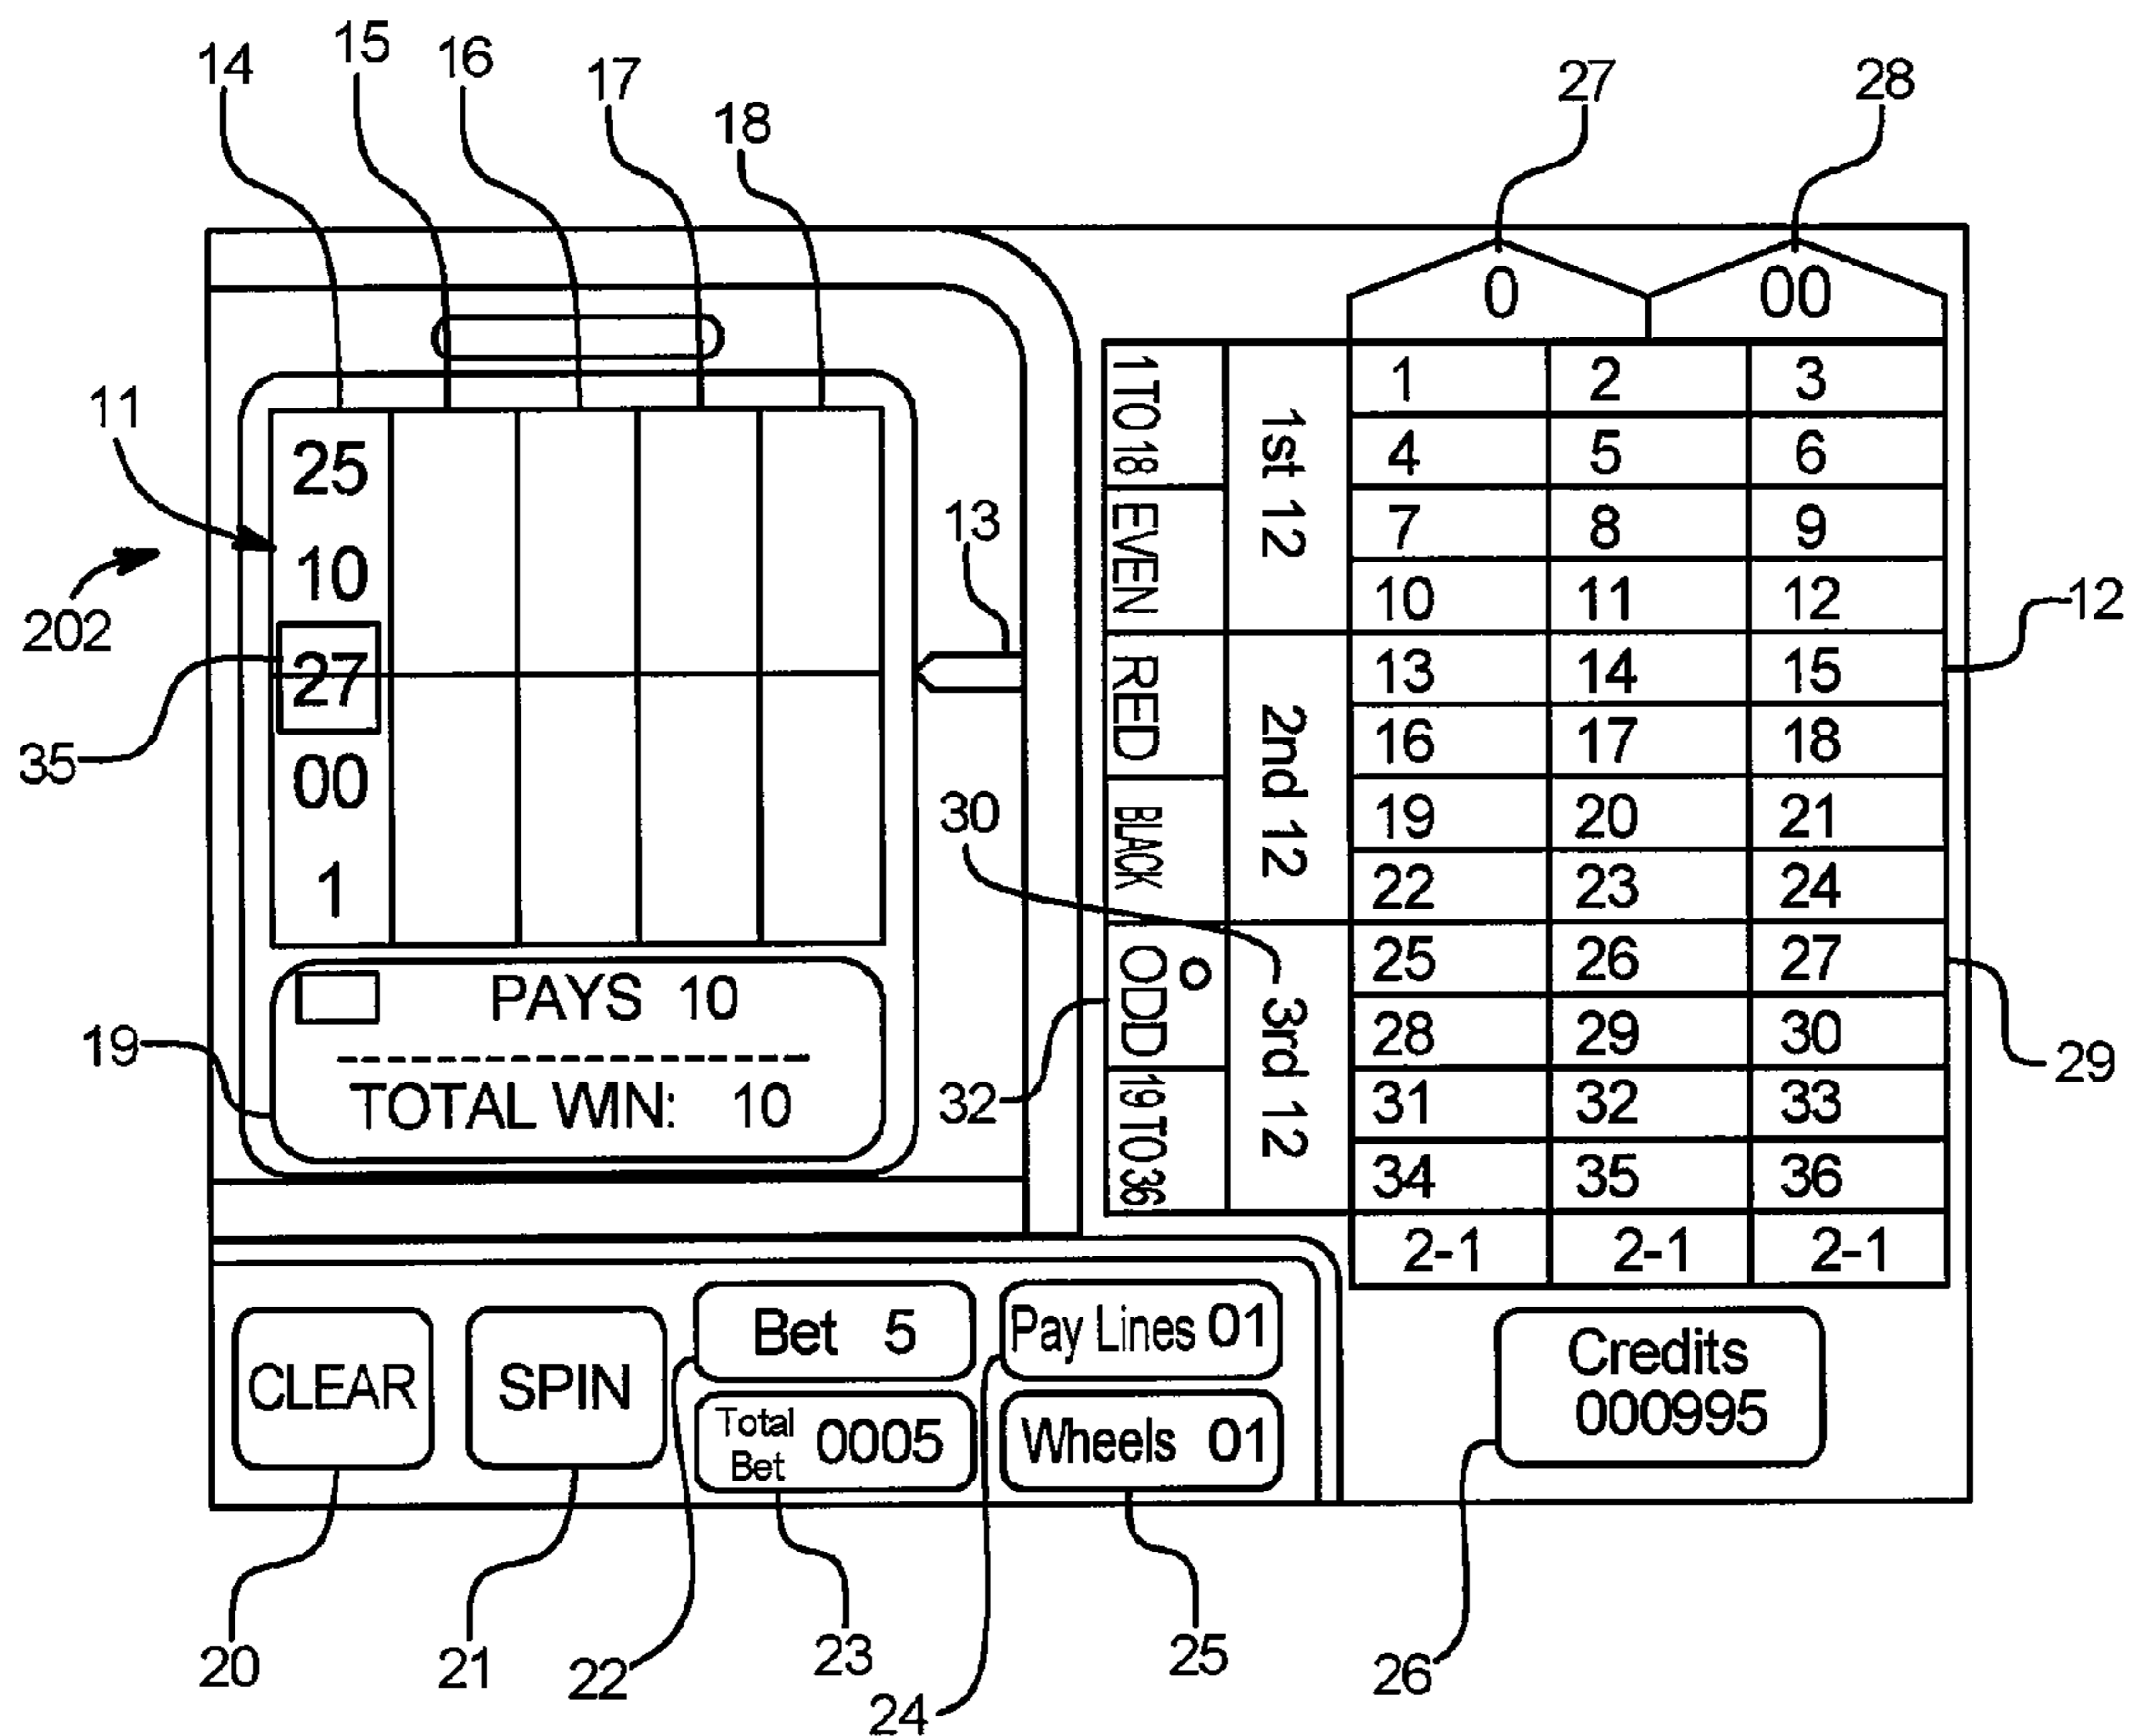 14
15
16
17
18
27
28
11
202
35
19
13
30
32
12
29
25
10
27
00
1
PAYS 10
TOTAL WIN: 10
0 00
1 TO 18
EVEN
RED
BLACK
ODD
19 TO 36
1st 12
2nd 12
3rd 12
1 2 3
4 5 6
7 8 9
10 11 12
13 14 15
16 17 18
19 20 21
22 23 24
25 26 27
28 29 30
31 32 33
34 35 36
2-1 2-1 2-1
CLEAR
SPIN
Bet 5
Total
Bet 0005
Pay Lines 01
Wheels 01
Credits
000995
20
21
22
23
24
25
26